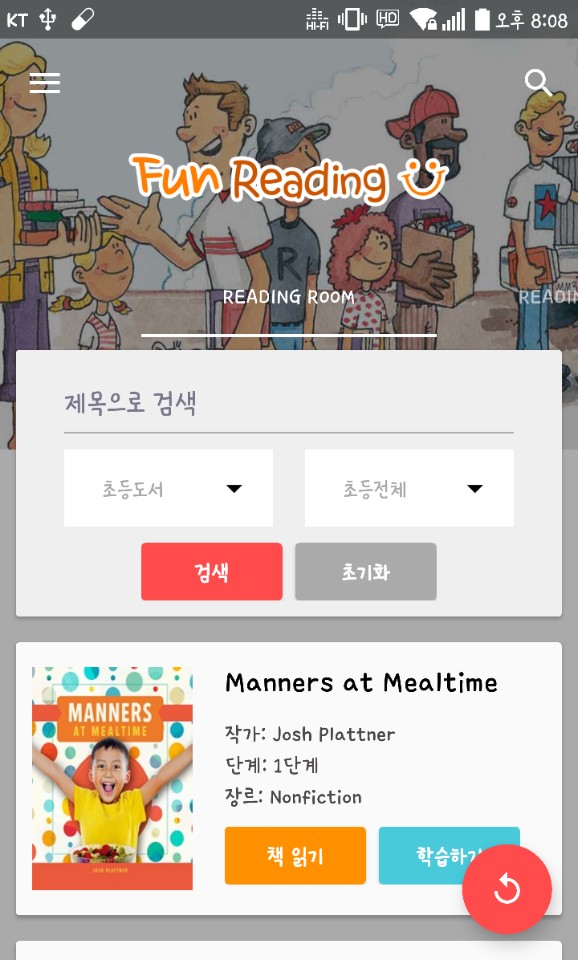 KT HI-FI HD 오후 8:08
Fun Reading
R
READING ROOM READIN
제목으로 검색
초등도서 초등전체
검색 초기화
MANNERS
AT MEALTIME
JOSH PLATTNER
Manners at Mealtime
작가: Josh Plattner
단계: 1단계
장르: Nonfiction
책 읽기 학습하기